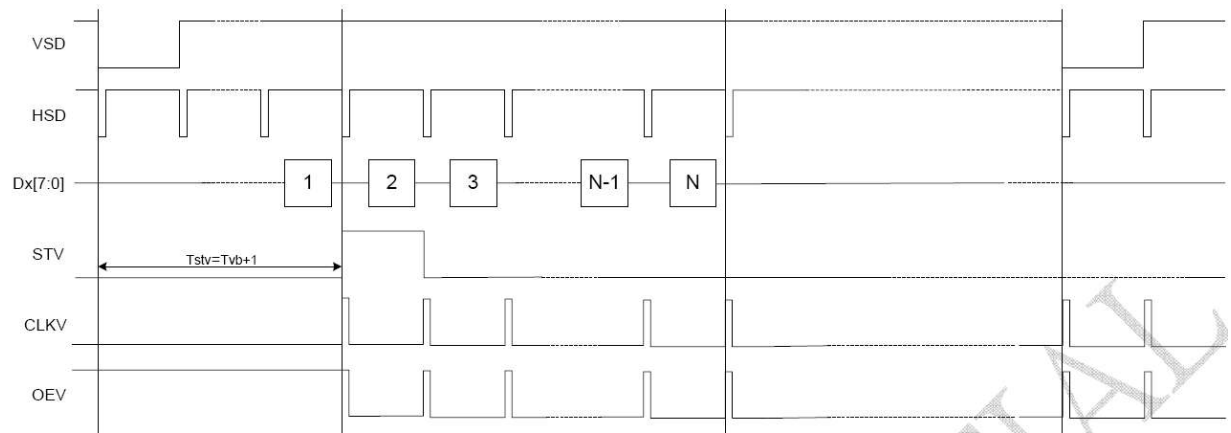 VSD
HSD
Dx[7:0]
1
2
3
N-1
N
STV
Tstv=Tvb+1
CLKV
OEV